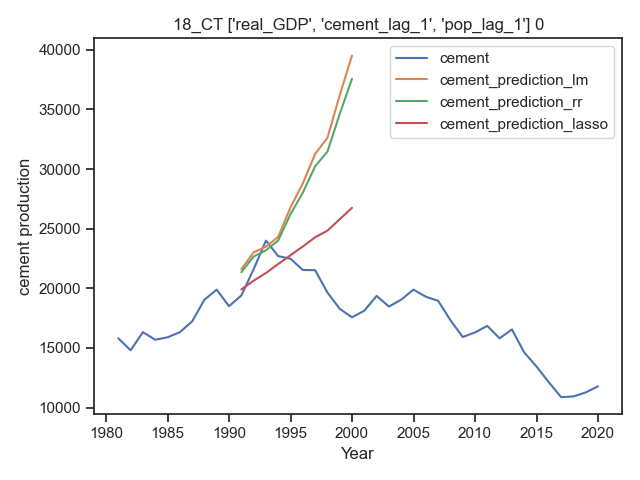 18_CT ['real_GDP', 'cement_lag_1', 'pop_lag_1'] 0
cement
cement_prediction_lm
cement_prediction_rr
cement_prediction_lasso
cement production
40000
35000
30000
25000
20000
15000
10000
1980 1985 1990 1995 2000 2005 2010 2015 2020
Year